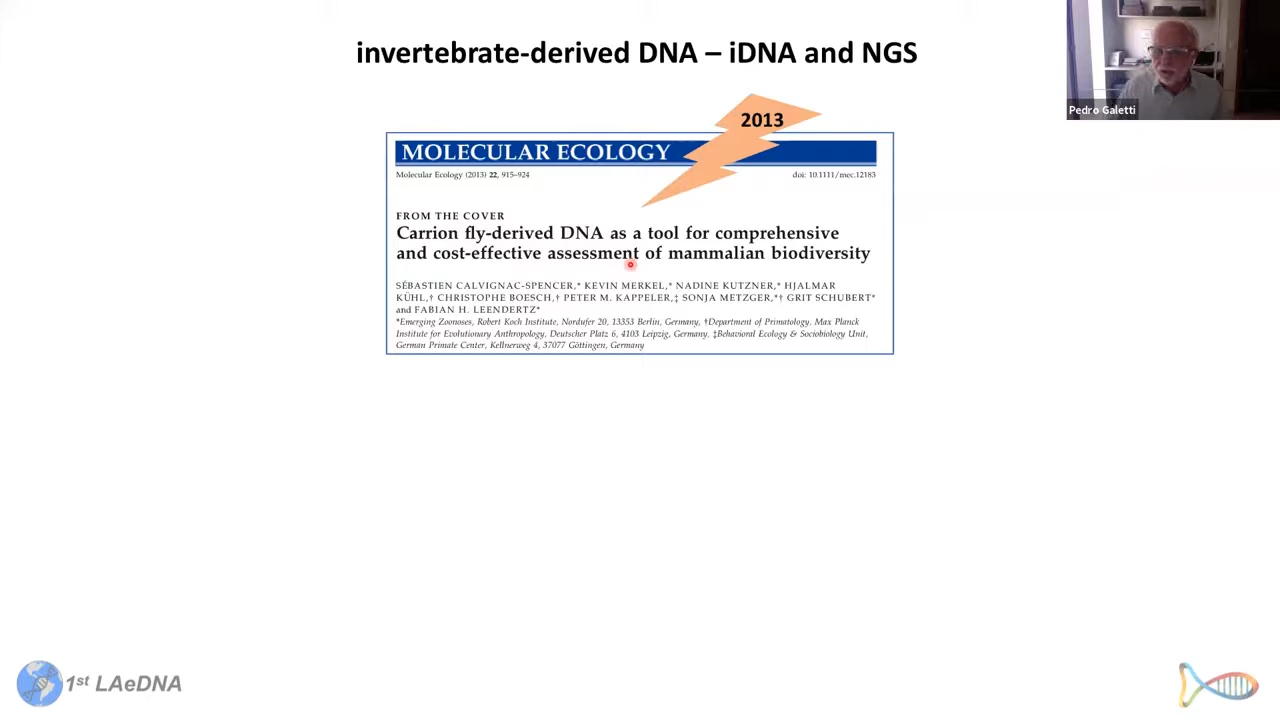 invertebrate-derived DNA – iDNA and NGS
Pedro Galetti
2013
MOLECULAR ECOLOGY
Molecular Ecology (2013) 22, 915–924
doi: 10.1111/mec.12183
FROM THE COVER
Carrion fly-derived DNA as a tool for comprehensive
and cost-effective assessment of mammalian biodiversity
SÉBASTIEN CALVIGNAC-SPENCER,* KEVIN MERKEL,* NADINE KUTZNER,* HJALMAR
KÜHL,† CHRISTOPHE BOESCH,† PETER M. KAPPELER,‡ SONJA METZGER,*† GRIT SCHUBERT*
and FABIAN H. LEENDERTZ*
*Emerging Zoonoses, Robert Koch Institute, Nordufer 20, 13353 Berlin, Germany, †Department of Primatology, Max Planck
Institute for Evolutionary Anthropology, Deutscher Platz 6, 4103 Leipzig, Germany, ‡Behavioral Ecology & Sociobiology Unit,
German Primate Center, Kellnerweg 4, 37077 Göttingen, Germany
1st LAeDNA